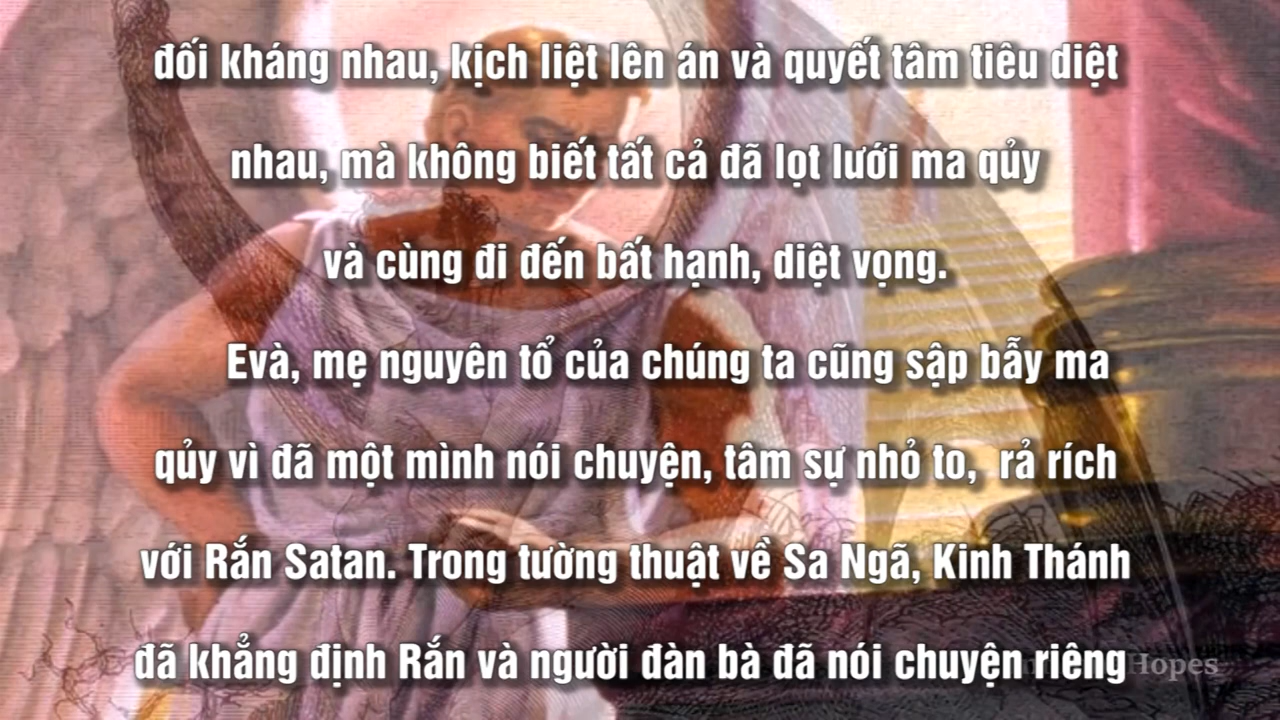 đối kháng nhau, kịch liệt lên án và quyết tâm tiêu diệt
nhau, mà không biết tất cả đã lọt lưới ma qủy
và cùng đi đến bất hạnh, diệt vọng.
Evà, mẹ nguyên tổ của chúng ta cũng sập bẫy ma
qủy vì đã một mình nói chuyện, tâm sự nhỏ to, rả rích
với Rắn Satan. Trong tường thuật về Sa Ngã, Kinh Thánh
đã khẳng định Rắn và người đàn bà đã nói chuyện riêng
Hopes